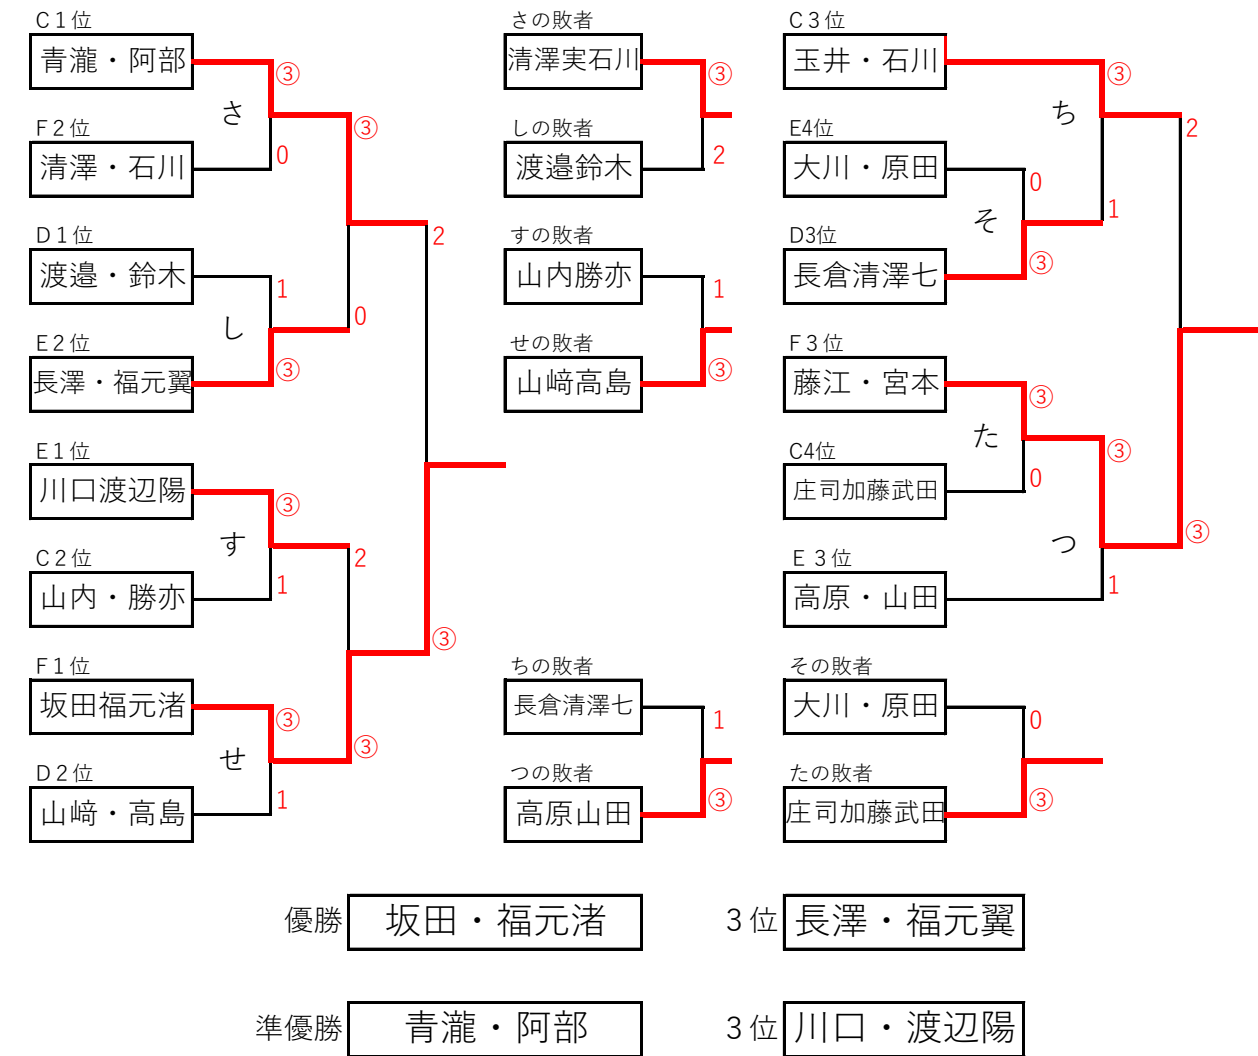 C1位
青瀧・阿部
③
さ
③
F2位
0
清澤・石川
D1位
2
渡邉・鈴木
1
し
0
E2位
③
長澤・福元翼
E1位
川口渡辺陽
③
す
2
C2位
1
山内・勝亦
③
F1位
坂田福元渚
③
せ
③
D2位
1
山﨑・高島
さの敗者
清澤実石川
③
しの敗者
2
渡邉鈴木
すの敗者
山内勝亦
1
せの敗者
③
山﨑高島
ちの敗者
長倉清澤七
1
つの敗者
③
高原山田
C3位
玉井・石川
③
ち
2
E4位
大川・原田
0
そ
1
D3位
③
長倉清澤七
F3位
藤江・宮本
③
た
③
C4位
0
庄司加藤武田
つ
③
E3位
1
高原・山田
その敗者
大川・原田
0
たの敗者
③
庄司加藤武田
優勝 坂田・福元渚
3位 長澤・福元翼
準優勝 青瀧・阿部
3位 川口・渡辺陽